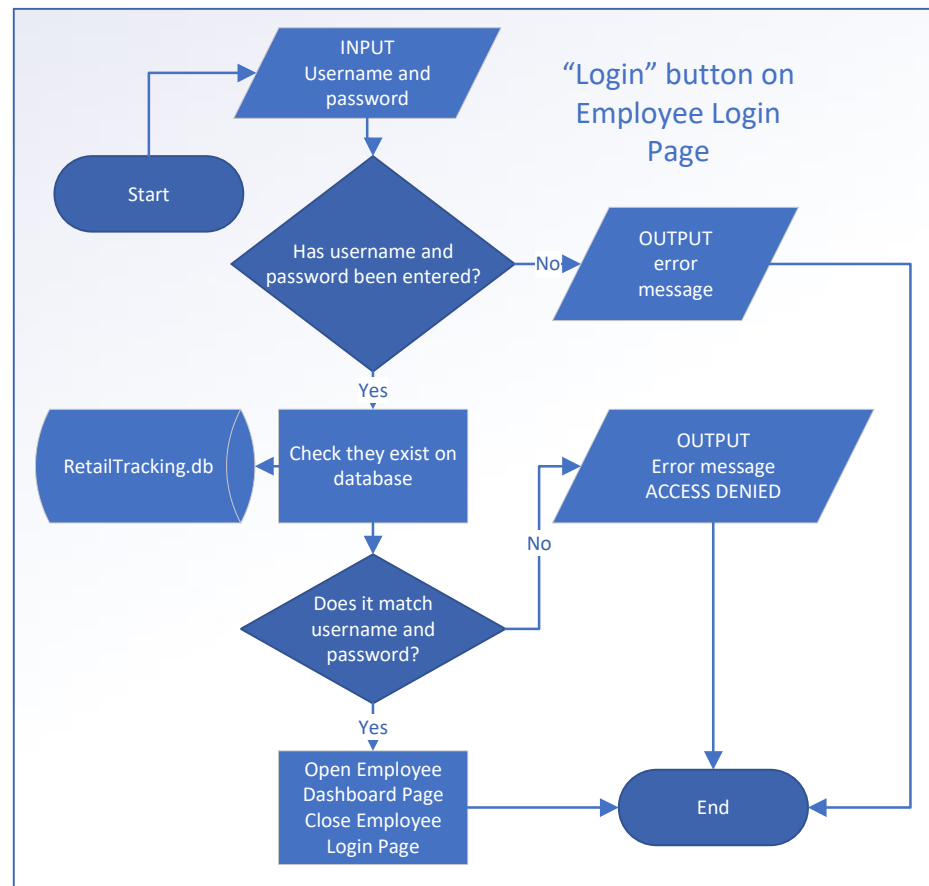 INPUT
Username and
password
“Login” button on
Employee Login
Page
Start
Has username and
password been entered?
No
OUTPUT
error
message
Yes
RetailTracking.db
Check they exist on
database
OUTPUT
Error message
ACCESS DENIED
No
Does it match
username and
password?
Yes
Open Employee
Dashboard Page
Close Employee
Login Page
End